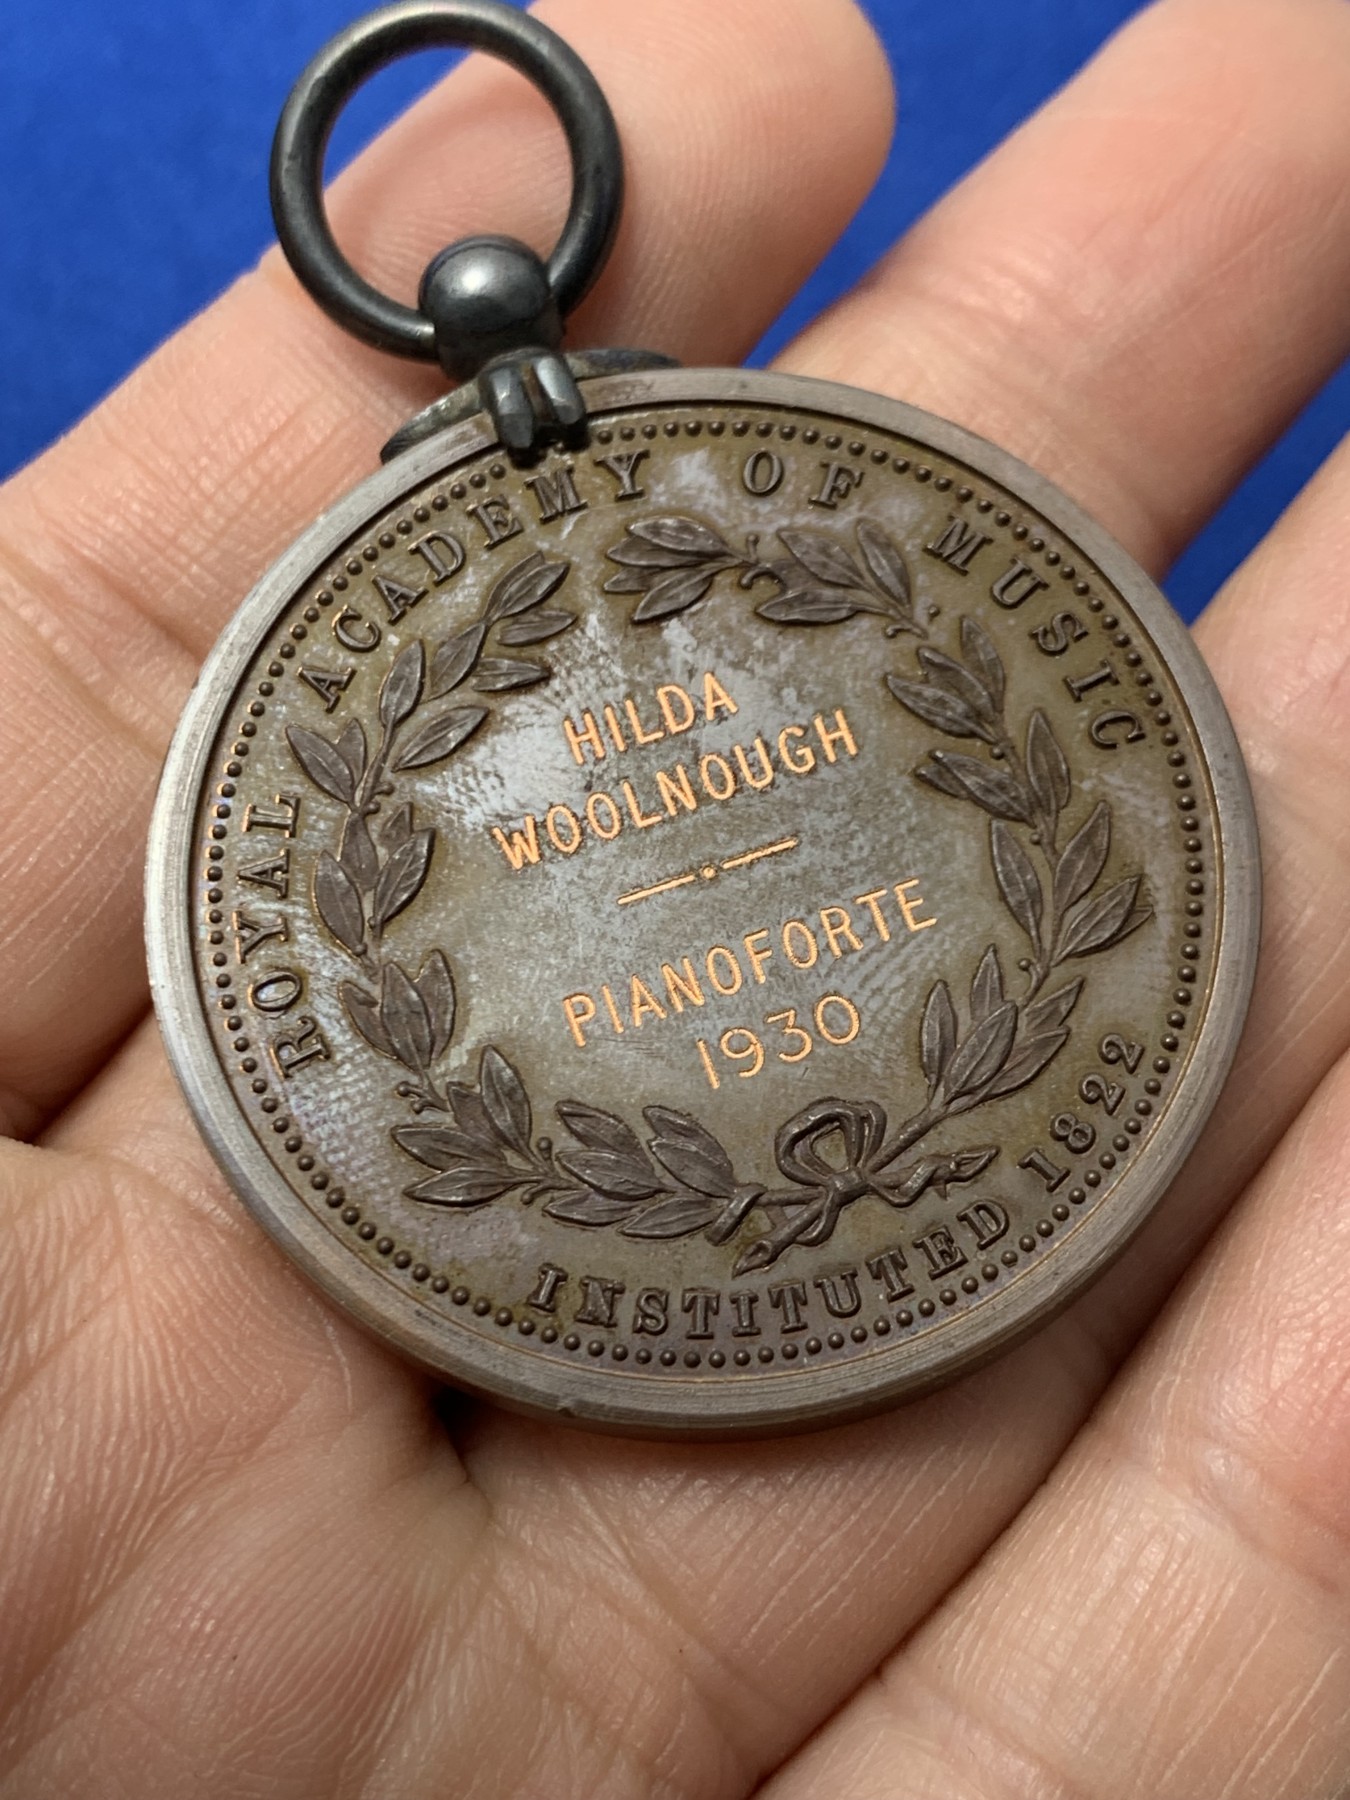 ROYAL ACADEMY OF MUSIC
HILDA
WOOLNOUGH
PIANOFORTE
1930
INSTITUTED 1822